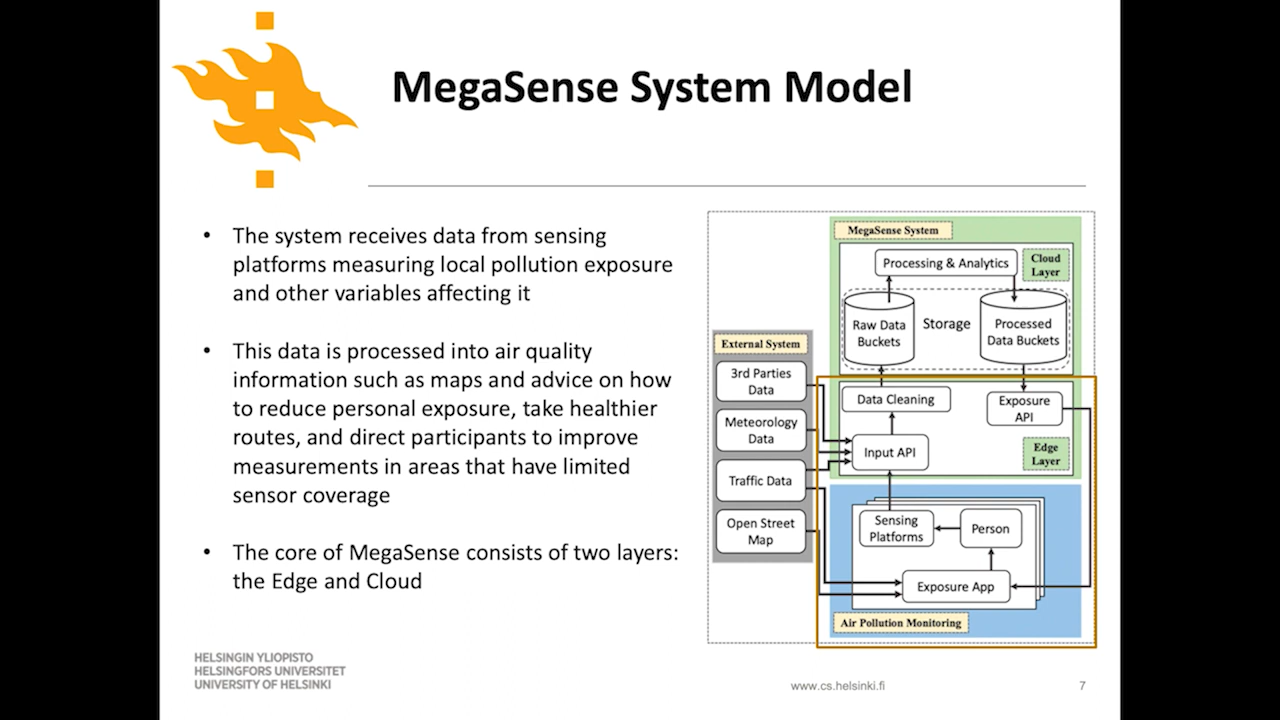 MegaSense System Model
• The system receives data from sensing
platforms measuring local pollution exposure
and other variables affecting it
• This data is processed into air quality
information such as maps and advice on how
to reduce personal exposure, take healthier
routes, and direct participants to improve
measurements in areas that have limited
sensor coverage
• The core of MegaSense consists of two layers:
the Edge and Cloud
MegaSense System
Processing & Analytics
Cloud
Layer
Raw Data
Buckets
Storage
Processed
Data Buckets
External System
3rd Parties
Data
Meteorology
Data
Traffic Data
Open Street
Map
Data Cleaning
Exposure
API
Input API
Edge
Layer
Sensing
Platforms
Person
Exposure App
Air Pollution Monitoring
HELSINGIN YLIOPISTO
HELSINGFORS UNIVERSITET
UNIVERSITY OF HELSINKI
www.cs.helsinki.fi
7